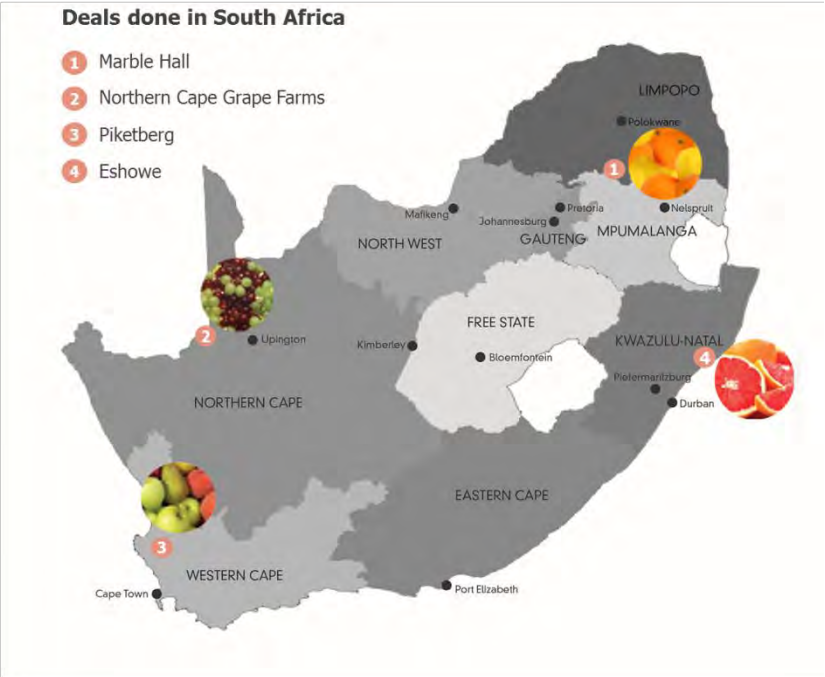 Deals done in South Africa
1 Marble Hall
2 Northern Cape Grape Farms
3 Piketberg
4 Eshowe
LIMPOPO
Polokwane
1
Mafikeng
Pretoria
Nelspruit
Johannesburg
NORTH WEST
GAUTENG
MPUMALANGA
FREE STATE
2
Upington
Kimberley
KWAZULU-NATAL
Bloemfontein
4
Pietermaritzburg
NORTHERN CAPE
Durban
EASTERN CAPE
3
WESTERN CAPE
Cape Town
Port Elizabeth